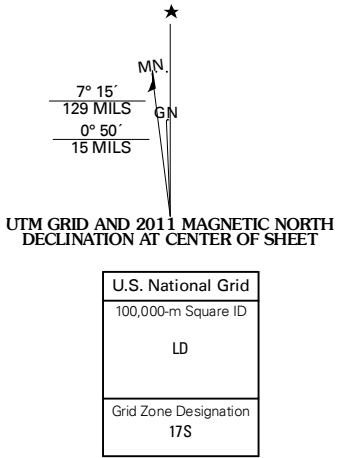 ★
MN
7° 15´
129 MILS
GN
0° 50´
15 MILS
UTM GRID AND 2011 MAGNETIC NORTH
DECLINATION AT CENTER OF SHEET
U.S. National Grid
100,000-m Square ID
LD
Grid Zone Designation
17S